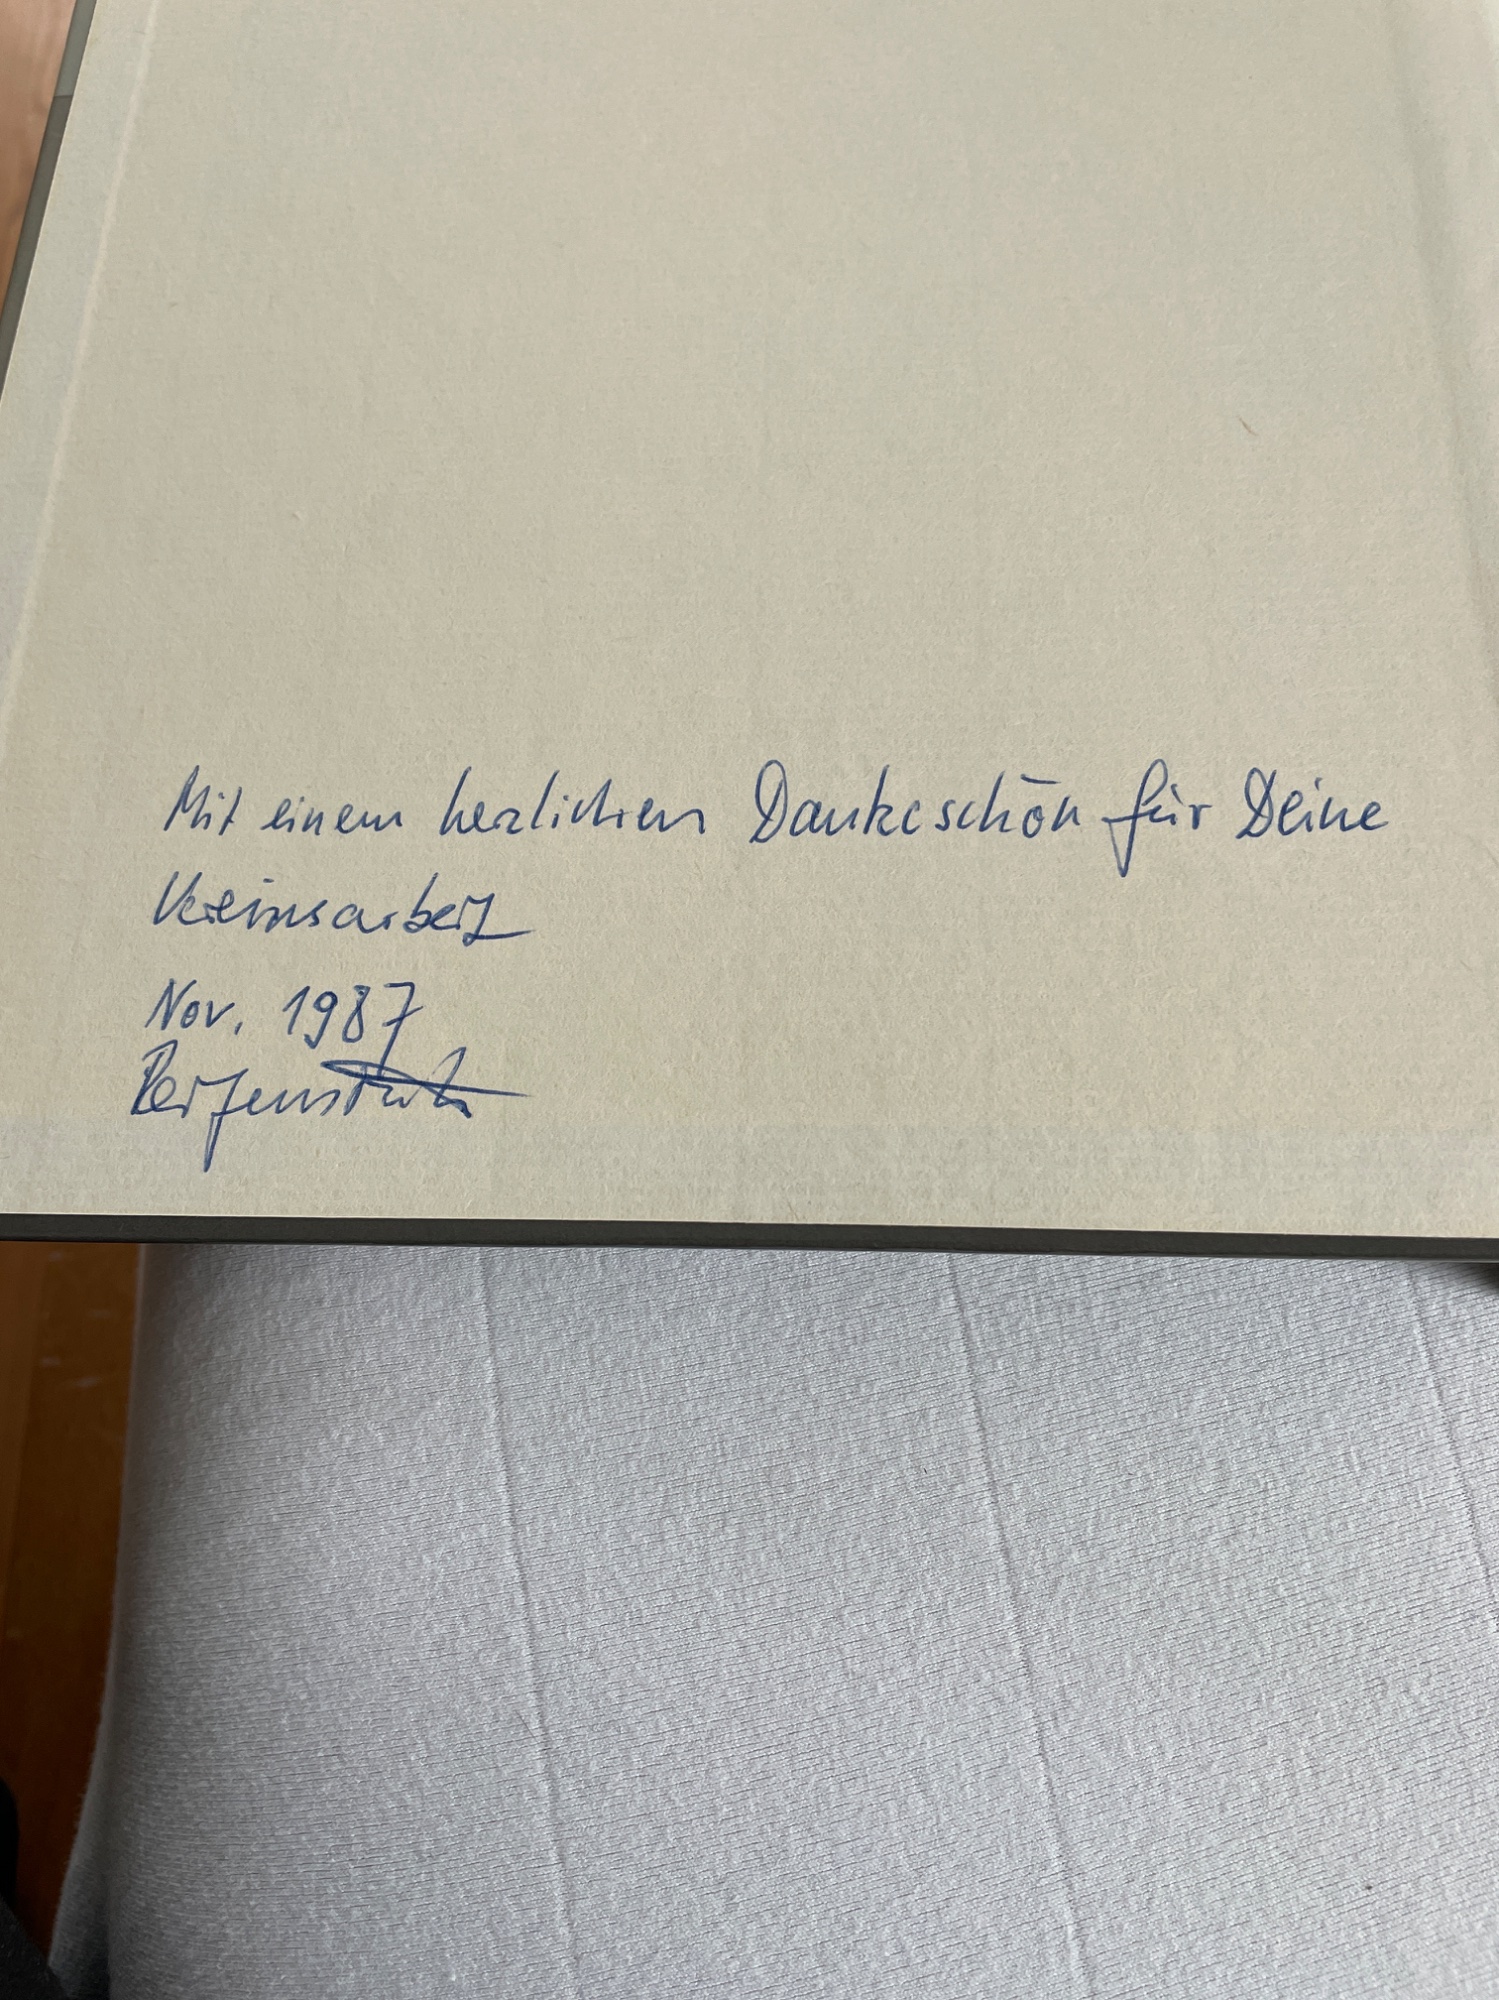 Mit einem herzlichen Dankeschön für Deine
Vereinsarbeit
Nov. 1987